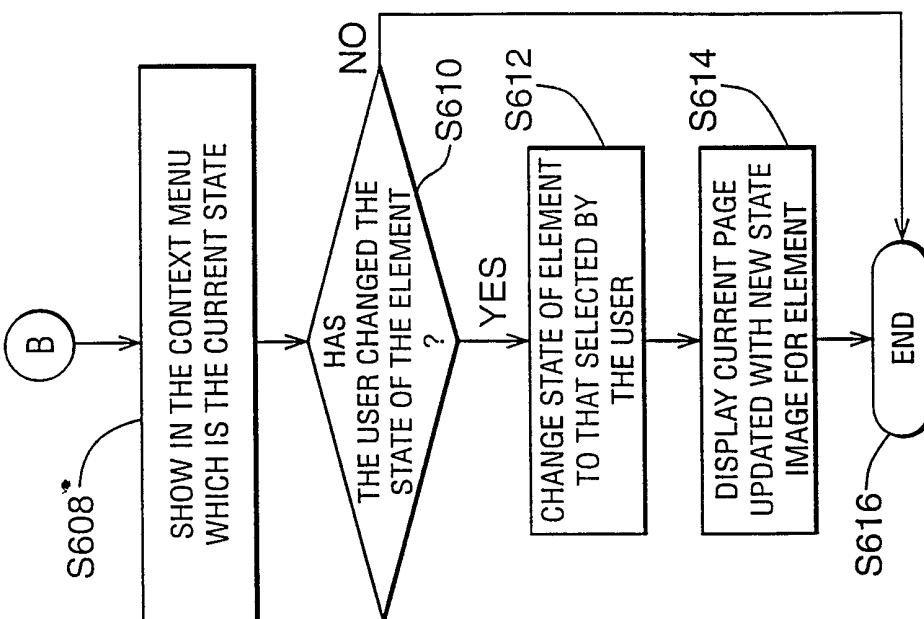 B
S608
SHOW IN THE CONTEXT MENU
WHICH IS THE CURRENT STATE
HAS
THE USER CHANGED THE
STATE OF THE ELEMENT
?
NO
S610
YES
S612
CHANGE STATE OF ELEMENT
TO THAT SELECTED BY
THE USER
S614
DISPLAY CURRENT PAGE
UPDATED WITH NEW STATE
IMAGE FOR ELEMENT
END
S616